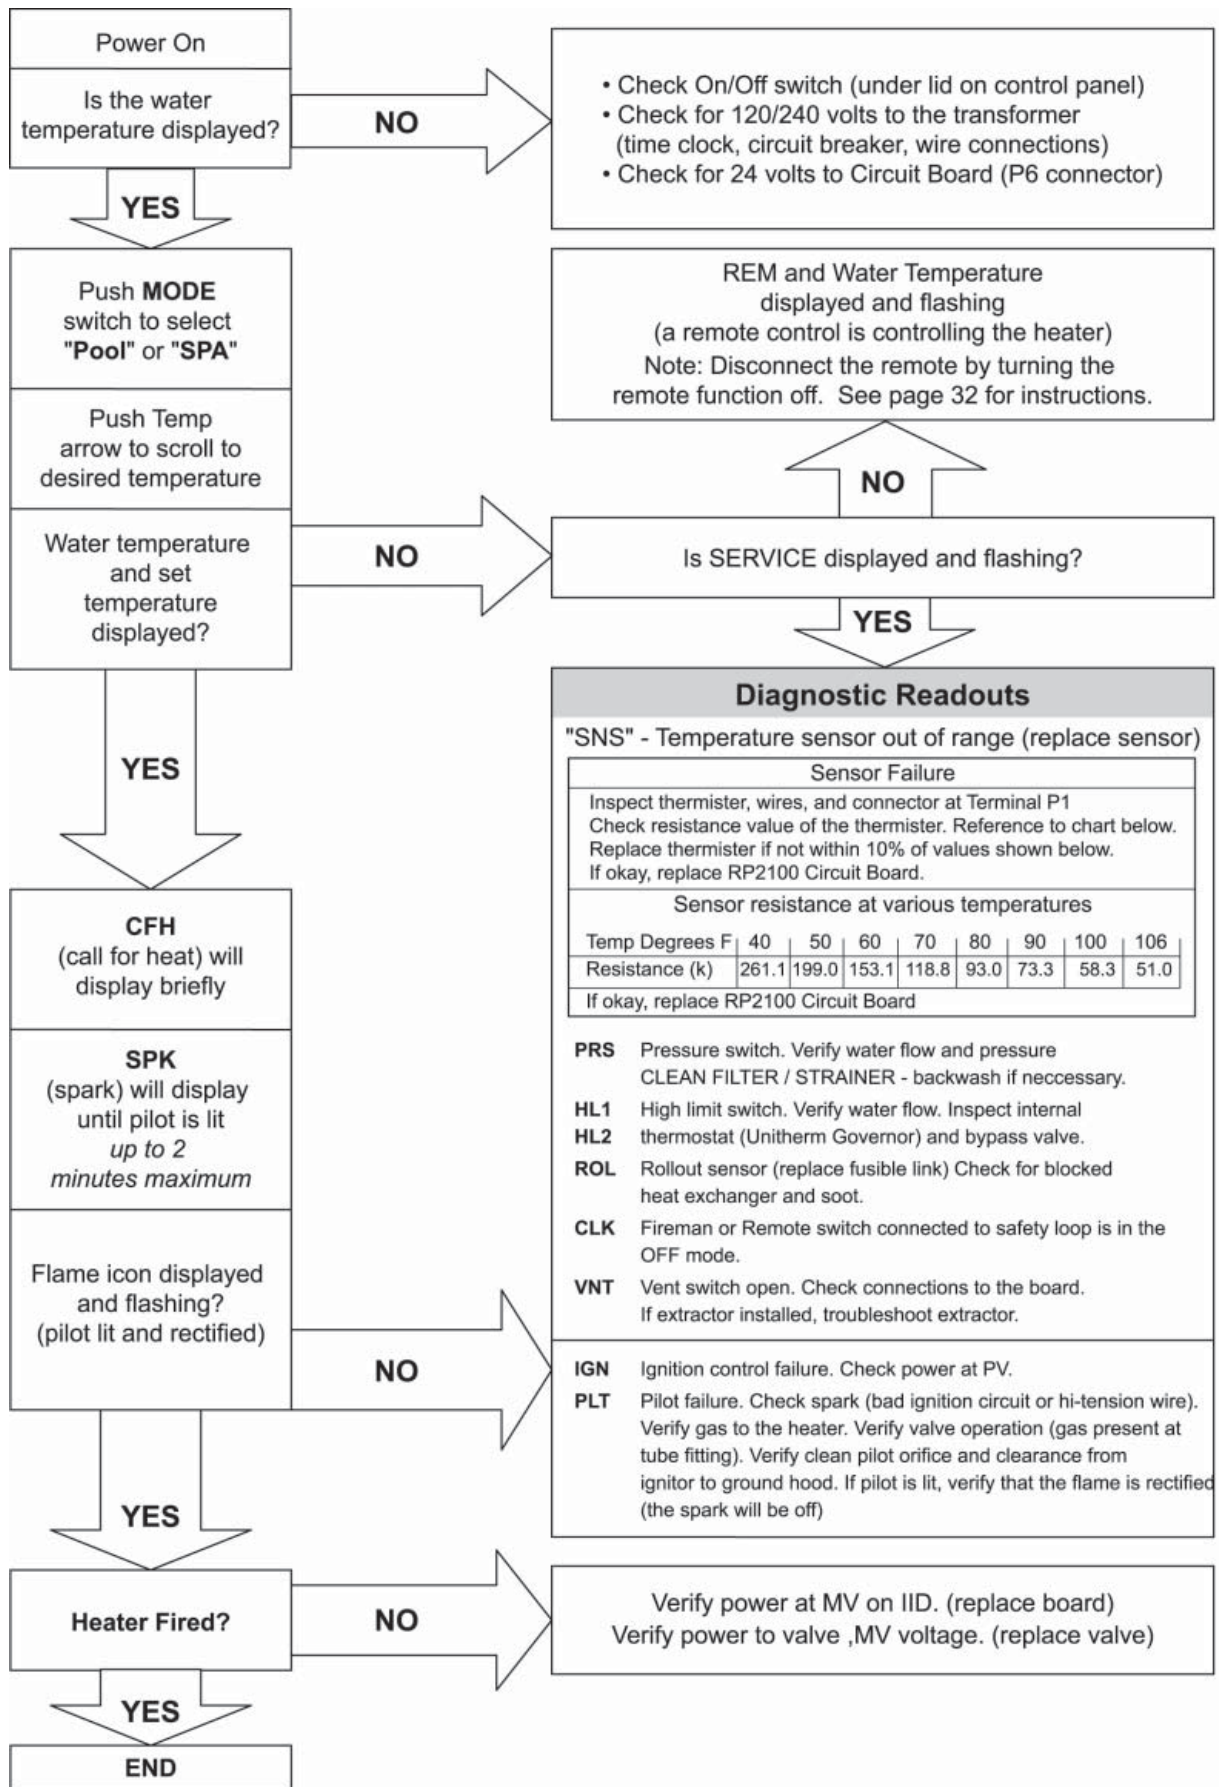 Power On
Is the water
temperature displayed?
NO
• Check On/Off switch (under lid on control panel)
• Check for 120/240 volts to the transformer
(time clock, circuit breaker, wire connections)
• Check for 24 volts to Circuit Board (P6 connector)
YES
Push MODE
switch to select
"Pool" or "SPA"
Push Temp
arrow to scroll to
desired temperature
Water temperature
and set
temperature
displayed?
NO
REM and Water Temperature
displayed and flashing
(a remote control is controlling the heater)
Note: Disconnect the remote by turning the
remote function off. See page 32 for instructions.
NO
Is SERVICE displayed and flashing?
YES
YES
Diagnostic Readouts
"SNS" - Temperature sensor out of range (replace sensor)
Sensor Failure
Inspect thermister, wires, and connector at Terminal P1
Check resistance value of the thermister. Reference to chart below.
Replace thermister if not within 10% of values shown below.
If okay, replace RP2100 Circuit Board.
Sensor resistance at various temperatures
Temp Degrees F 40 50 60 70 80 90 100 106
Resistance (k) 261.1 199.0 153.1 118.8 93.0 73.3 58.3 51.0
If okay, replace RP2100 Circuit Board
PRS Pressure switch. Verify water flow and pressure
CLEAN FILTER / STRAINER - backwash if neccessary.
HL1 High limit switch. Verify water flow. Inspect internal
HL2 thermostat (Unitherm Governor) and bypass valve.
ROL Rollout sensor (replace fusible link) Check for blocked
heat exchanger and soot.
CLK Fireman or Remote switch connected to safety loop is in the
OFF mode.
VNT Vent switch open. Check connections to the board.
If extractor installed, troubleshoot extractor.
IGN Ignition control failure. Check power at PV.
PLT Pilot failure. Check spark (bad ignition circuit or hi-tension wire).
Verify gas to the heater. Verify valve operation (gas present at
tube fitting). Verify clean pilot orifice and clearance from
ignitor to ground hood. If pilot is lit, verify that the flame is rectified
(the spark will be off)
CFH
(call for heat) will
display briefly
SPK
(spark) will display
until pilot is lit
up to 2
minutes maximum
Flame icon displayed
and flashing?
(pilot lit and rectified)
NO
YES
Heater Fired?
NO
Verify power at MV on IID. (replace board)
Verify power to valve ,MV voltage. (replace valve)
YES
END